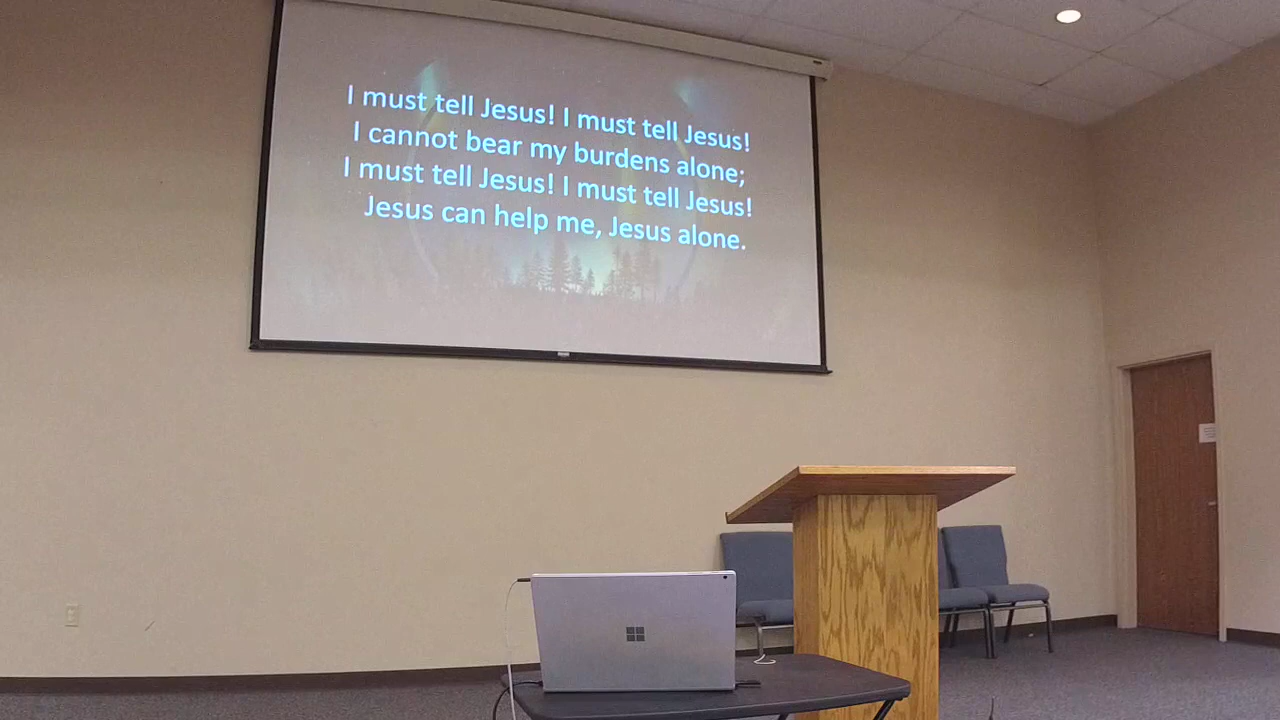 I must tell Jesus! I must tell Jesus!
I cannot bear my burdens alone;
I must tell Jesus! I must tell Jesus!
Jesus can help me, Jesus alone.